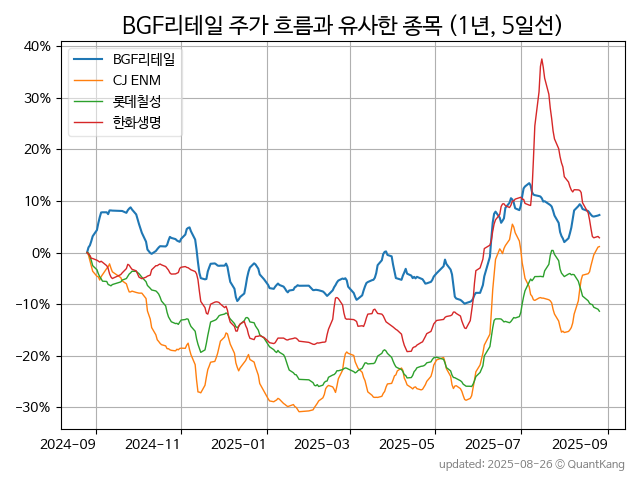 BGF리테일 주가 흐름과 유사한 종목 (1년, 5일선)
40%
30%
20%
10%
0%
−10%
−20%
−30%
BGF리테일
CJ ENM
롯데칠성
한화생명
2024-09
2024-11
2025-01
2025-03
2025-05
2025-07
2025-09
updated: 2025-08-26 © QuantKang